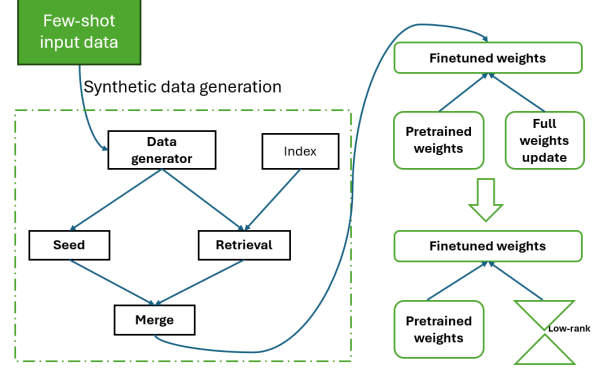 Few-shot
input data
Synthetic data generation
Data
generator
Index
Seed
Retrieval
Merge
Finetuned weights
Pretrained
weights
Full
weights
update
Finetuned weights
Pretrained
weights
Low-rank